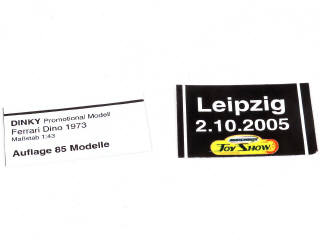 DINKY Promotional Modell
Ferrari Dino 1973
Maßstab 1:43
Auflage 85 Modelle
Leipzig
2.10.2005
TOY SHOW